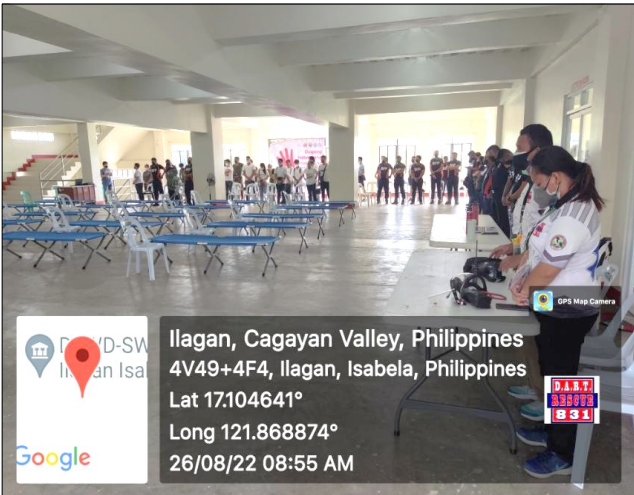 GPS Map Camera
Ilagan, Cagayan Valley, Philippines
4V49+4F4, Ilagan, Isabela, Philippines
Lat 17.104641°
Long 121.868874°
26/08/22 08:55 AM
Google
D.A.R.T.
RESCUE
831